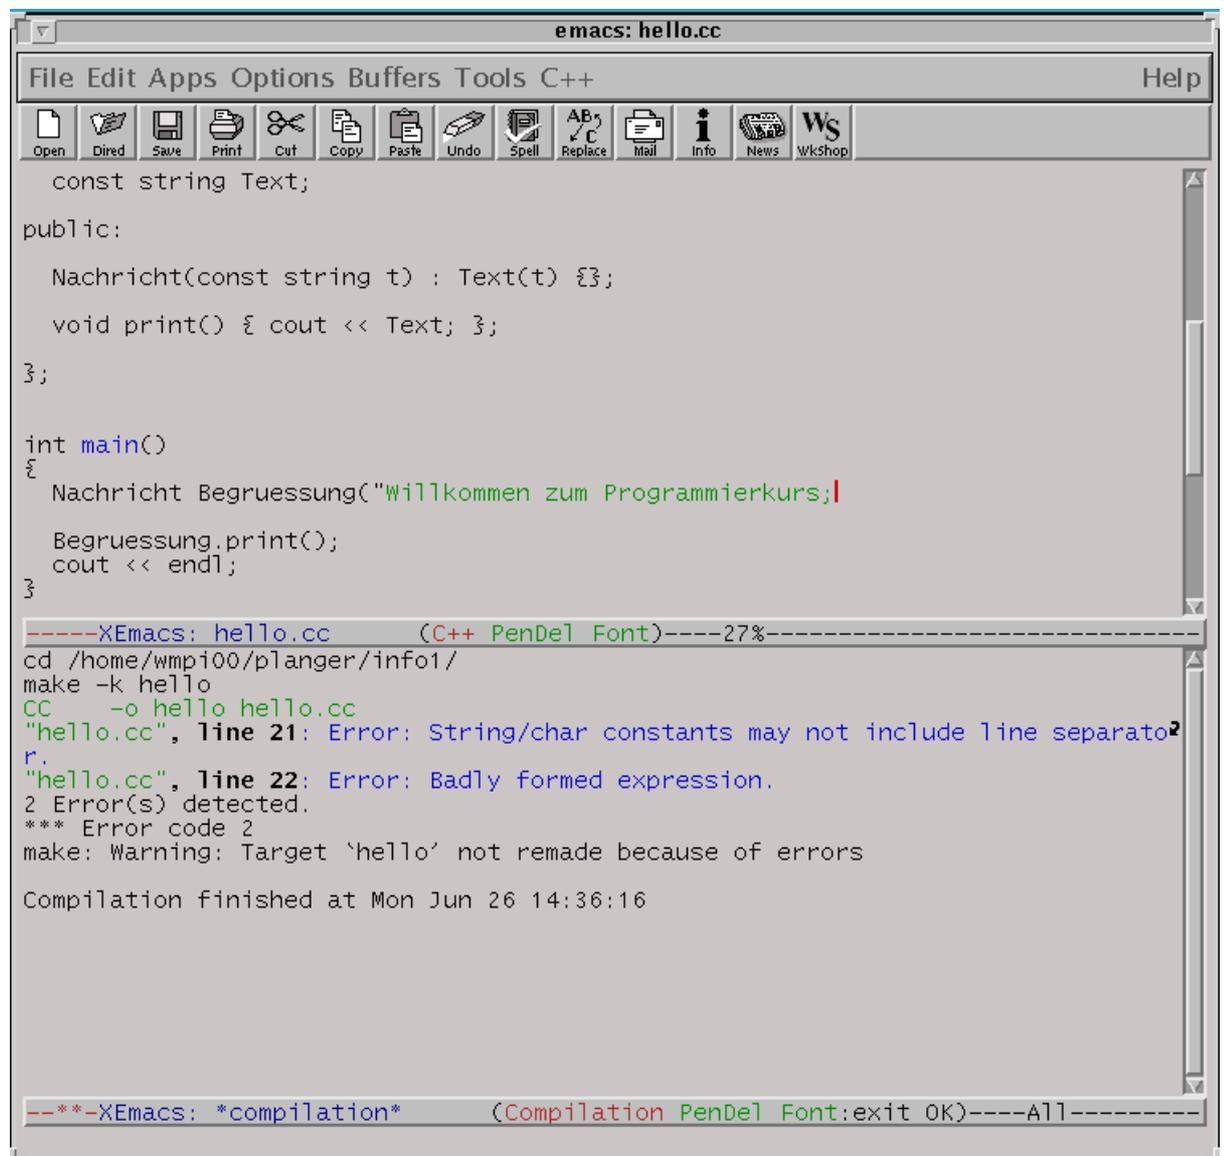 emacs: hello.cc
File Edit Apps Options Buffers Tools C++ Help
Open Dired Save Print Cut Copy Paste Undo Spell Replace Mail Info News WkShop
const string Text;
public:
Nachricht(const string t) : Text(t) {};
void print() { cout << Text; };
};
int main()
{
Nachricht Begruessung("Willkommen zum Programmierkurs;
Begruessung.print();
cout << endl;
}
-----XEmacs: hello.cc (C++ PenDel Font)----27%------------------------------
cd /home/wmpi00/planger/info1/
make -k hello
CC -o hello hello.cc
"hello.cc", line 21: Error: String/char constants may not include line separato
r.
"hello.cc", line 22: Error: Badly formed expression.
2 Error(s) detected.
*** Error code 2
make: Warning: Target `hello' not remade because of errors
Compilation finished at Mon Jun 26 14:36:16
--**-XEmacs: *compilation* (Compilation PenDel Font:exit OK)----All---------